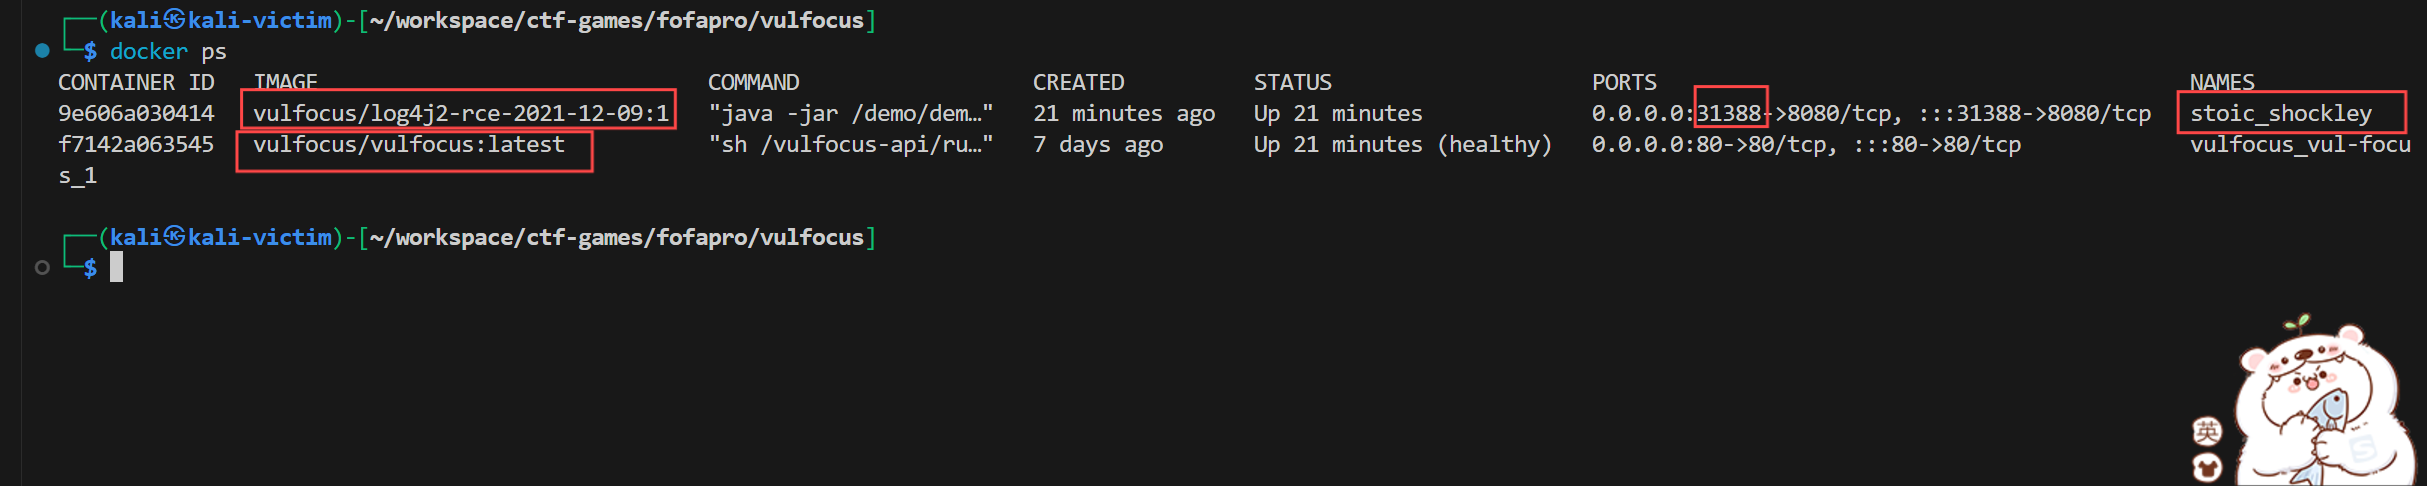 ┌──(kali㉿kali-victim)-[~/workspace/ctf-games/fofapro/vulfocus]
└─$ docker ps
CONTAINER ID   IMAGE                              COMMAND                  CREATED          STATUS                    PORTS                                         NAMES
9e606a030414   vulfocus/log4j2-rce-2021-12-09:1   "java -jar /demo/dem…"   21 minutes ago   Up 21 minutes             0.0.0.0:31388->8080/tcp, :::31388->8080/tcp   stoic_shockley
f7142a063545   vulfocus/vulfocus:latest           "sh /vulfocus-api/ru…"   7 days ago       Up 21 minutes (healthy)   0.0.0.0:80->80/tcp, :::80->80/tcp             vulfocus_vul-focu
s_1
┌──(kali㉿kali-victim)-[~/workspace/ctf-games/fofapro/vulfocus]
└─$
英
S